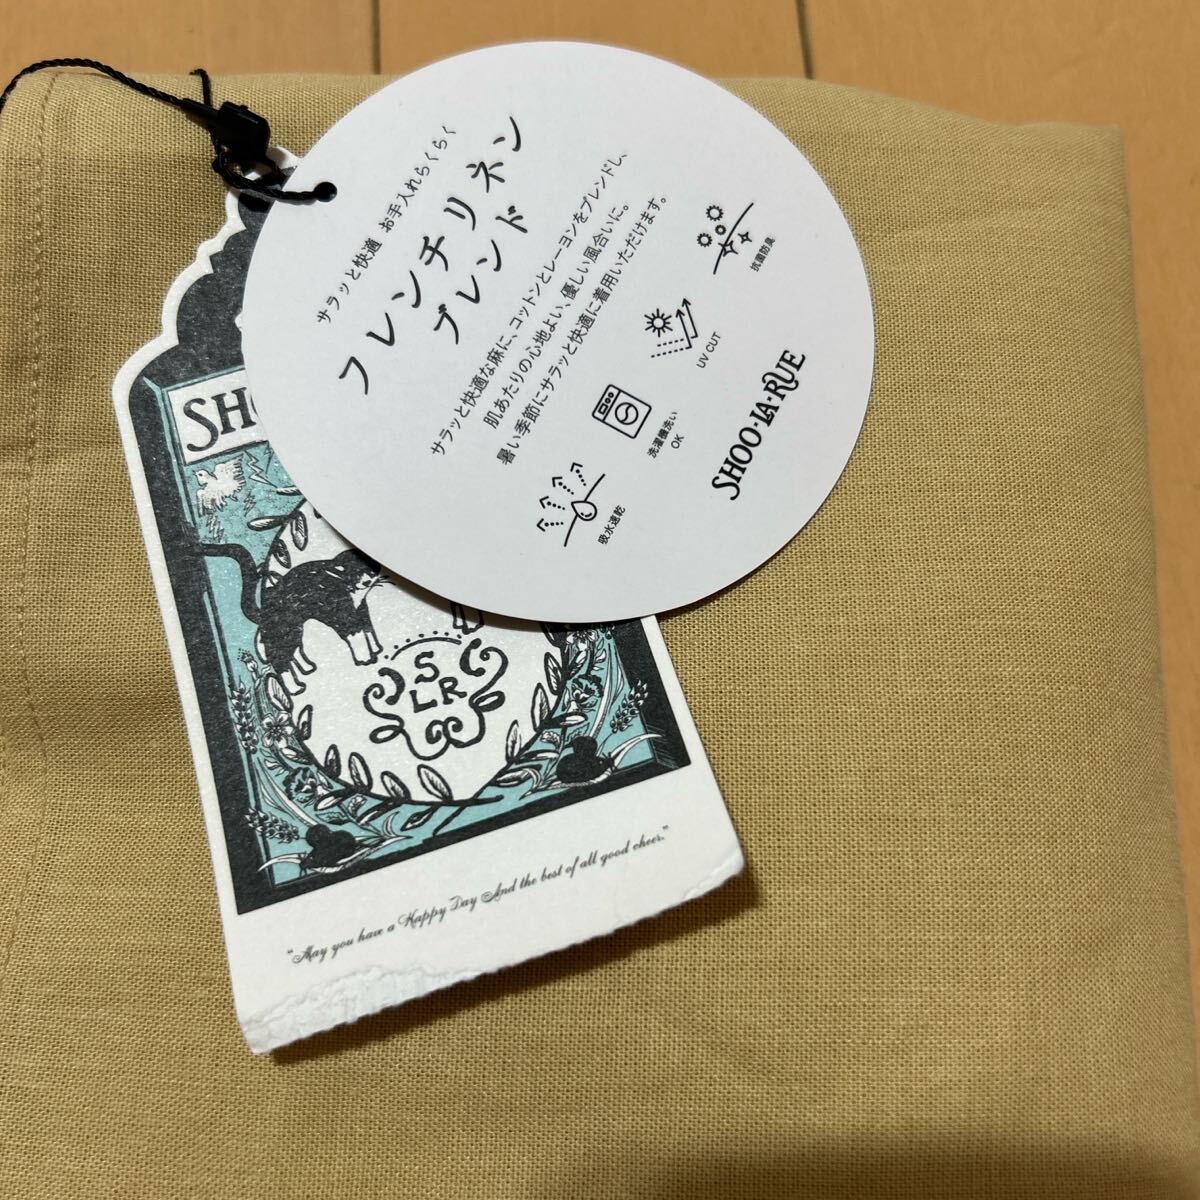 サラッと快適 お手入れらくらく
フレンチリネン
ブレンド
サラッと快適な麻に、コットンとレーヨンをブレンドし、
肌あたりの心地よい、優しい風合いに。
暑い季節にサラッと快適に着用いただけます。
吸水速乾
洗濯機洗い
OK
UV CUT
抗菌防臭
SHOO·LA·RUE
SHO
S
LR
"May you have a Happy Day And the best of all good cheer."